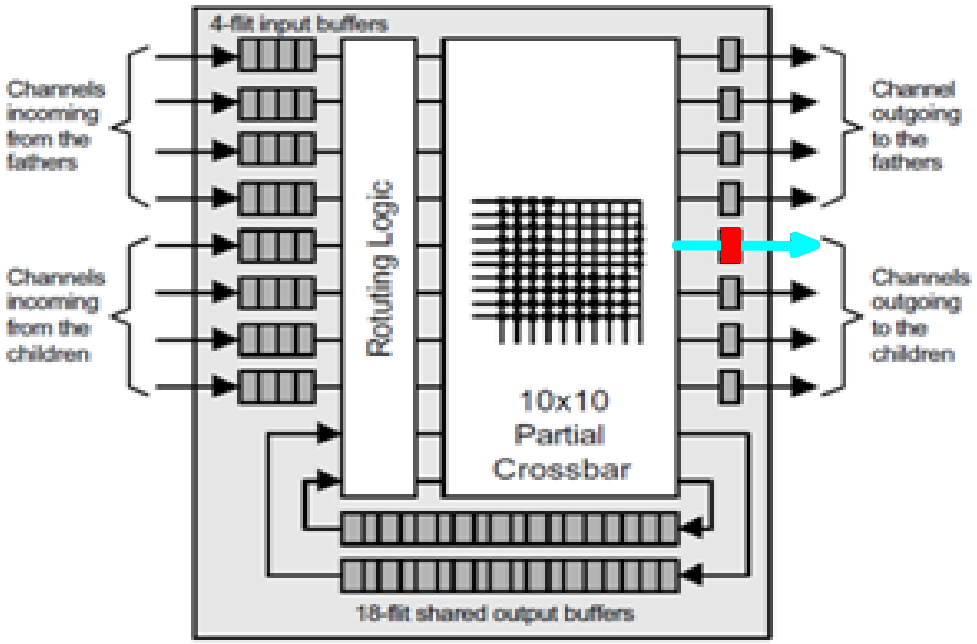 4-flit input buffers
Channels
incoming
from the
fathers
Channels
incoming
from the
children
Rotuting Logic
10x10
Partial
Crossbar
Channel
outgoing
to the
fathers
Channels
outgoing
to the
children
18-flit shared output buffers